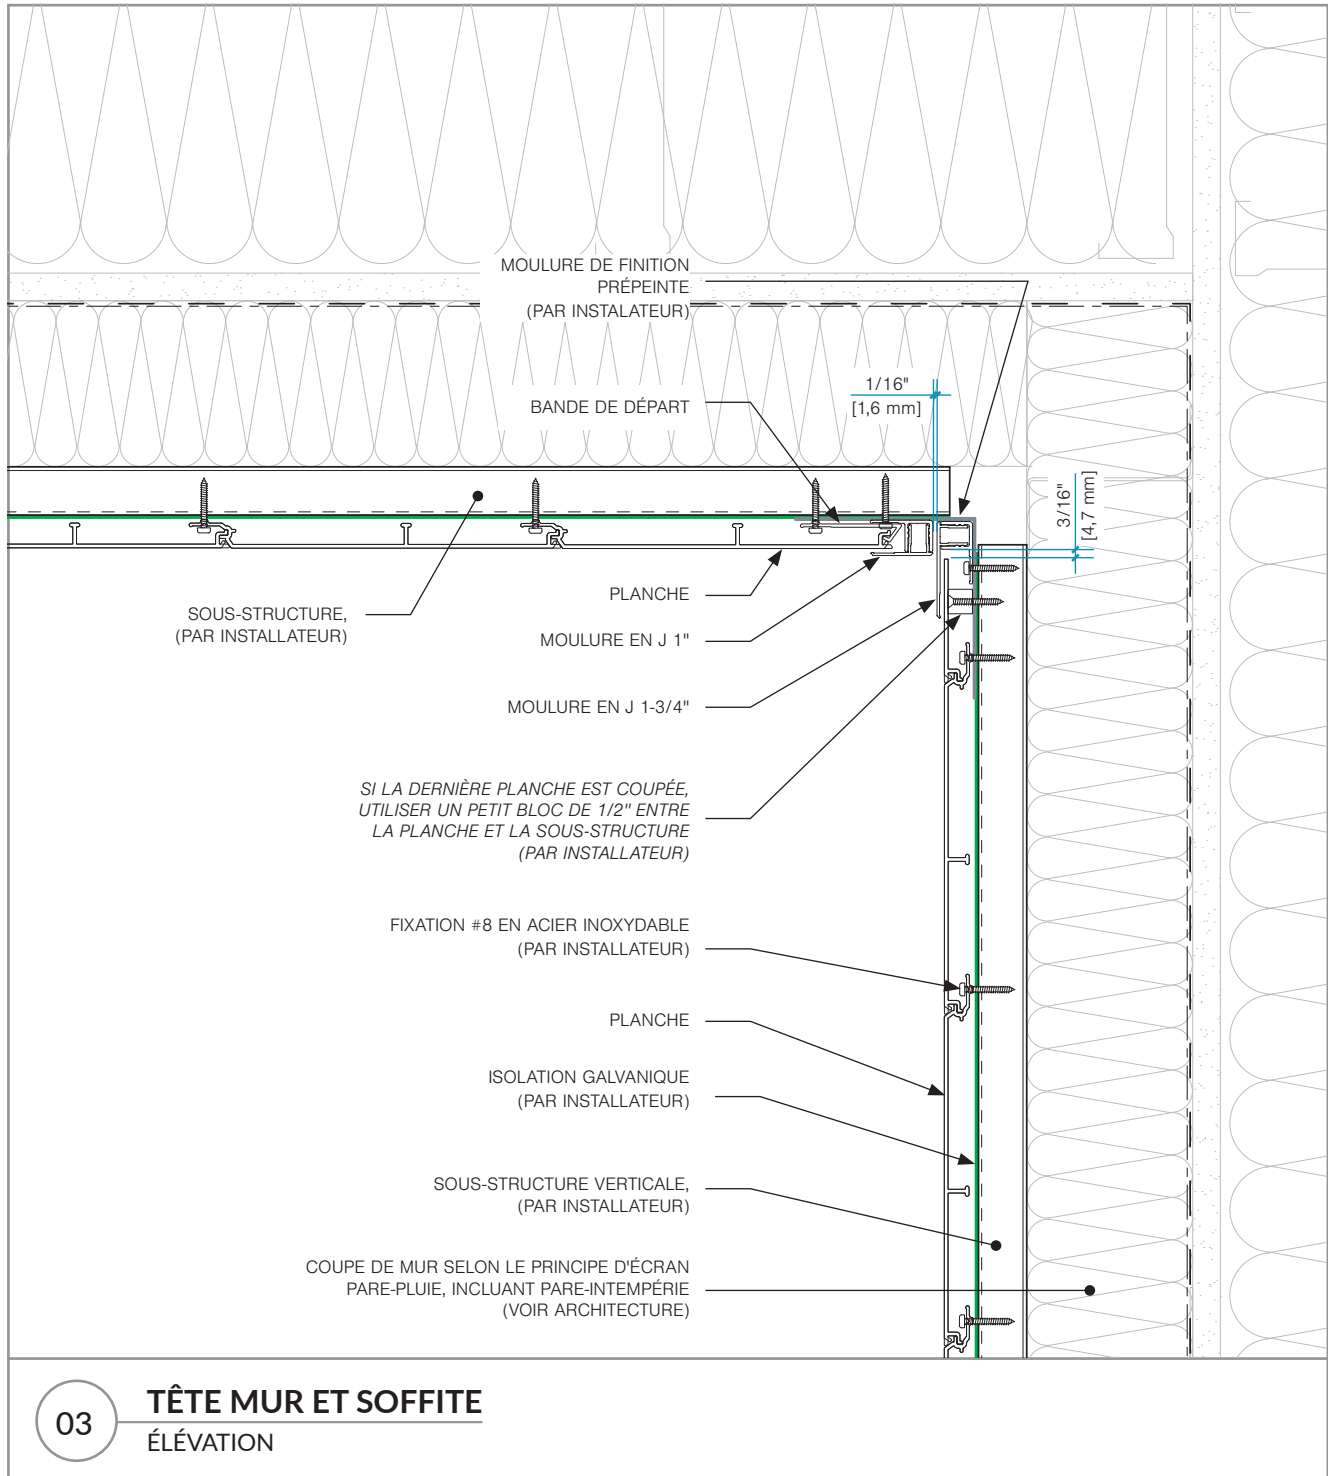 MOULURE DE FINITION
PRÉPEINTE
(PAR INSTALATEUR)
1/16"
[1,6 mm]
BANDE DE DÉPART
3/16"
[4,7 mm]
PLANCHE
SOUS-STRUCTURE,
(PAR INSTALLATEUR)
MOULURE EN J 1"
MOULURE EN J 1-3/4"
SI LA DERNIÈRE PLANCHE EST COUPÉE,
UTILISER UN PETIT BLOC DE 1/2" ENTRE
LA PLANCHE ET LA SOUS-STRUCTURE
(PAR INSTALLATEUR)
FIXATION #8 EN ACIER INOXYDABLE
(PAR INSTALLATEUR)
PLANCHE
ISOLATION GALVANIQUE
(PAR INSTALLATEUR)
SOUS-STRUCTURE VERTICALE,
(PAR INSTALLATEUR)
COUPE DE MUR SELON LE PRINCIPE D'ÉCRAN
PARE-PLUIE, INCLUANT PARE-INTEMPÉRIE
(VOIR ARCHITECTURE)
03
TÊTE MUR ET SOFFITE
ÉLÉVATION